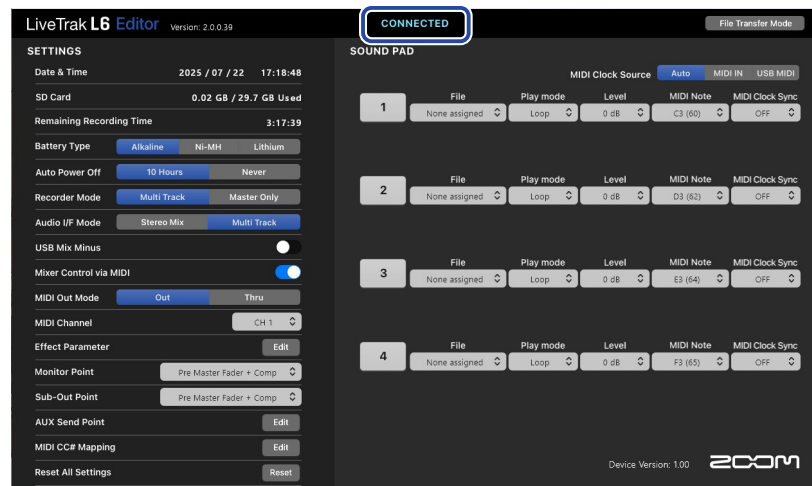 LiveTrak L6 Editor Version: 2.0.0.39
CONNECTED
File Transfer Mode
SETTINGS
Date & Time 2025 / 07 / 22 17:18:48
SD Card 0.02 GB / 29.7 GB Used
Remaining Recording Time 3:17:39
Battery Type Alkaline Ni-MH Lithium
Auto Power Off 10 Hours Never
Recorder Mode Multi Track Master Only
Audio I/F Mode Stereo Mix Multi Track
USB Mix Minus
Mixer Control via MIDI
MIDI Out Mode Out Thru
MIDI Channel CH 1
Effect Parameter Edit
Monitor Point Pre Master Fader + Comp
Sub-Out Point Pre Master Fader + Comp
AUX Send Point Edit
MIDI CC# Mapping Edit
Reset All Settings Reset
SOUND PAD
MIDI Clock Source Auto MIDI IN USB MIDI
File Play mode Level MIDI Note MIDI Clock Sync
1 None assigned Loop 0 dB C3 (60) OFF
File Play mode Level MIDI Note MIDI Clock Sync
2 None assigned Loop 0 dB D3 (62) OFF
File Play mode Level MIDI Note MIDI Clock Sync
3 None assigned Loop 0 dB E3 (64) OFF
File Play mode Level MIDI Note MIDI Clock Sync
4 None assigned Loop 0 dB F3 (65) OFF
Device Version: 1.00 ZOOM